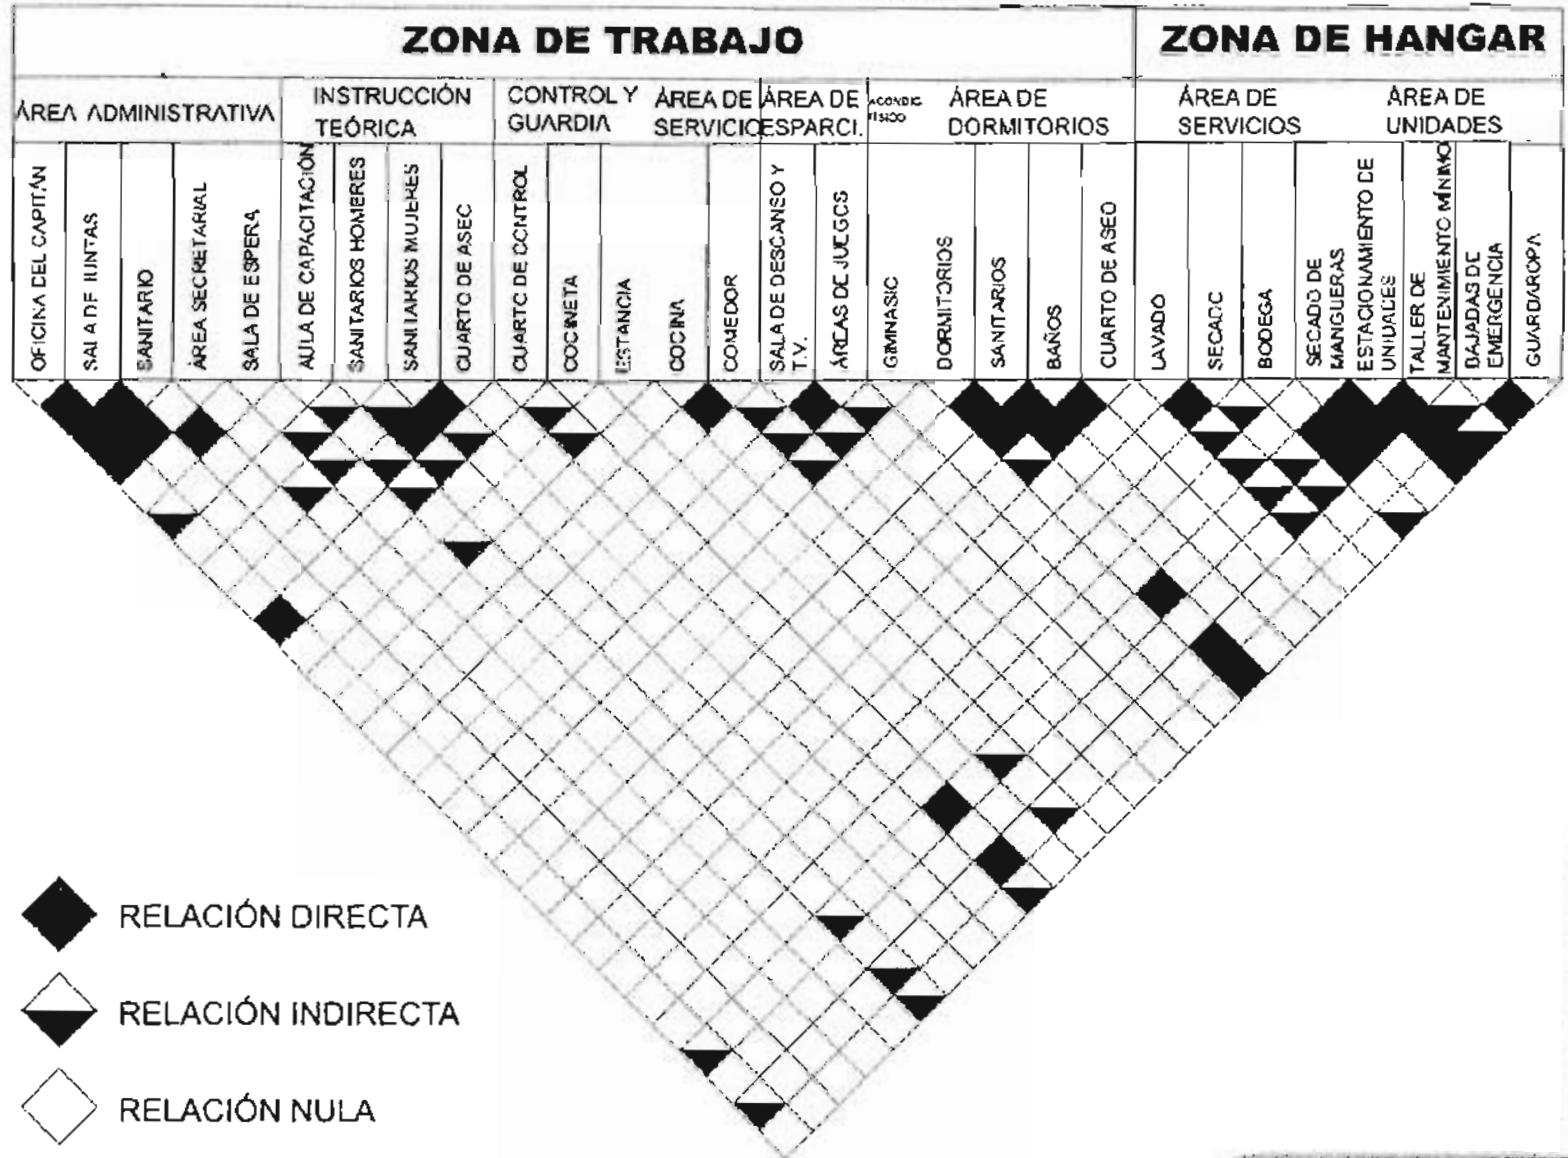 ZONA DE TRABAJO
ZONA DE HANGAR
ÁREA ADMINISTRATIVA
INSTRUCCIÓN
TEÓRICA
CONTROL Y
GUARDIA
ÁREA DE
SERVICIO
ÁREA DE
ESPARCI.
ACONDIC
FISICO
ÁREA DE
DORMITORIOS
ÁREA DE
SERVICIOS
ÁREA DE
UNIDADES
OFICINA DEL CAPITÁN
SALA DE JUNTAS
SANITARIO
ÁREA SECRETARIAL
SALA DE ESPERA
AULA DE CAPACITACIÓN
SANITARIOS HOMBRES
SANITARIOS MUJERES
CUARTO DE ASEC
CUARTO DE CONTROL
COCINETA
ESTANCIA
COCINA
COMEDOR
SALA DE DESCANSO Y
T.V.
ÁREAS DE JUEGOS
GIMNASIC
DORMITORIOS
SANITARIOS
BAÑOS
CUARTO DE ASEO
LAVADO
SECADO
BODEGA
SECADO DE
MANGUERAS
ESTACIONAMIENTO DE
UNIDADES
TALLER DE
MANTENIMIENTO MÍNIMO
BAJADAS DE
EMERGENCIA
GUARDAROPA
RELACIÓN DIRECTA
RELACIÓN INDIRECTA
RELACIÓN NULA